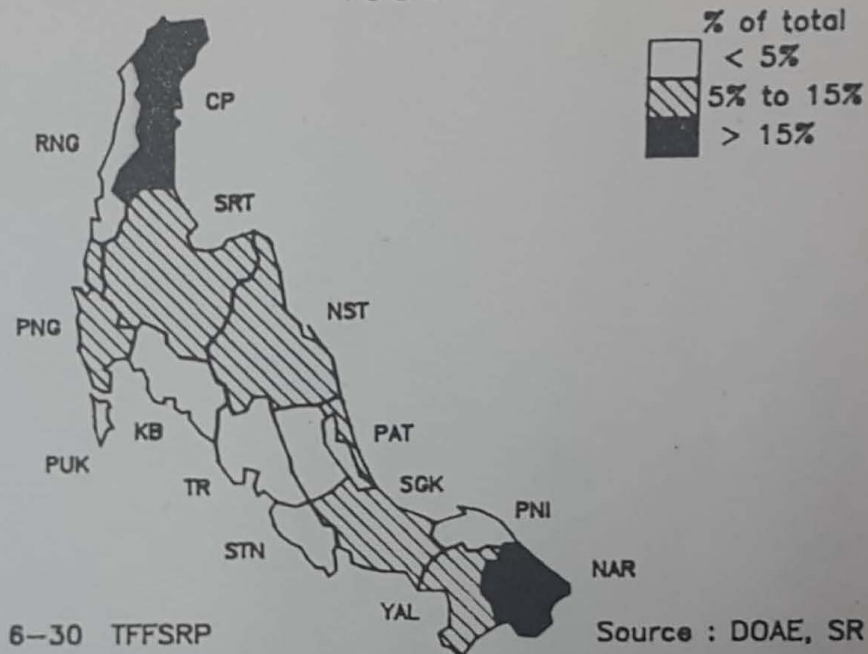 % of total
< 5%
5% to 15%
> 15%
CP
RNG
SRT
NST
PNG
KB
PAT
PUK
TR
SGK
PNI
STN
NAR
YAL
6-30 TFFSRP
Source : DOAE, SR